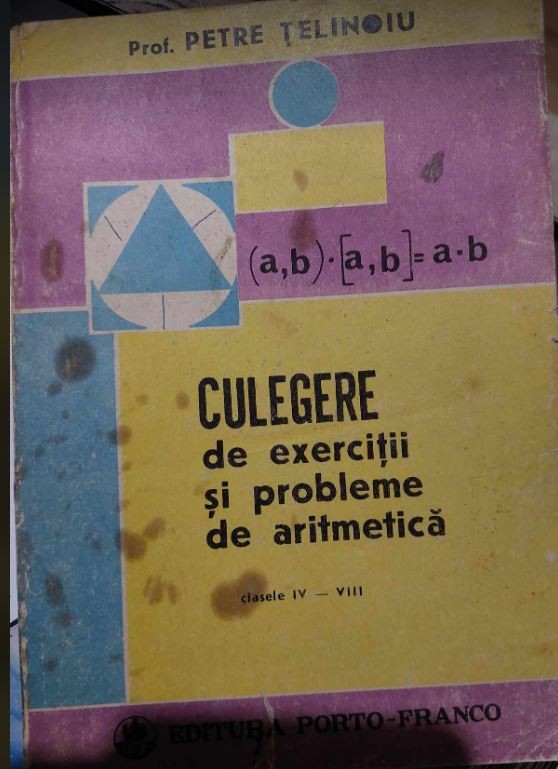 Prof. PETRE ȚELINOIU
(a,b)·[a,b]=a·b
CULEGERE
de exerciții
și probleme
de aritmetică
clasele IV — VIII
EDITURA PORTO-FRANCO